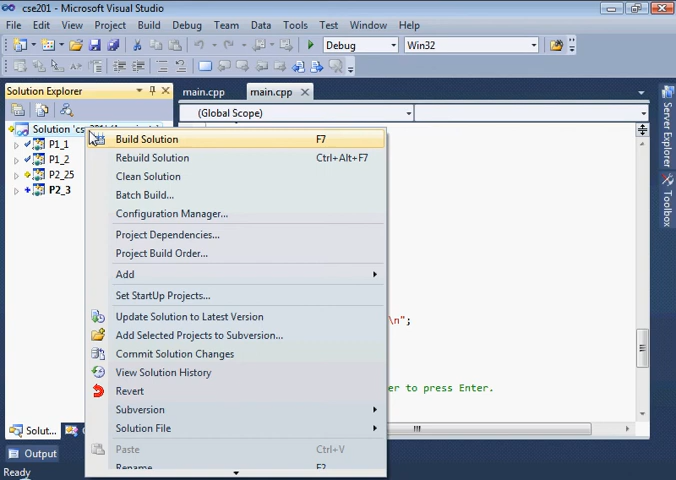 cse201 - Microsoft Visual Studio
File Edit View Project Build Debug Team Data Tools Test Window Help
Debug Win32
Solution Explorer
main.cpp main.cpp
(Global Scope)
Solution
P1_1
P1_2
P2_25
P2_3
Build Solution F7
Rebuild Solution Ctrl+Alt+F7
Clean Solution
Batch Build...
Configuration Manager...
Project Dependencies...
Project Build Order...
Add
Set StartUp Projects...
Update Solution to Latest Version
Add Selected Projects to Subversion...
Commit Solution Changes
View Solution History
Revert
Subversion
Solution File
Paste Ctrl+V
Rename F2
\n";
er to press Enter.
Solut...
Output
Ready
Server Explorer
Toolbox